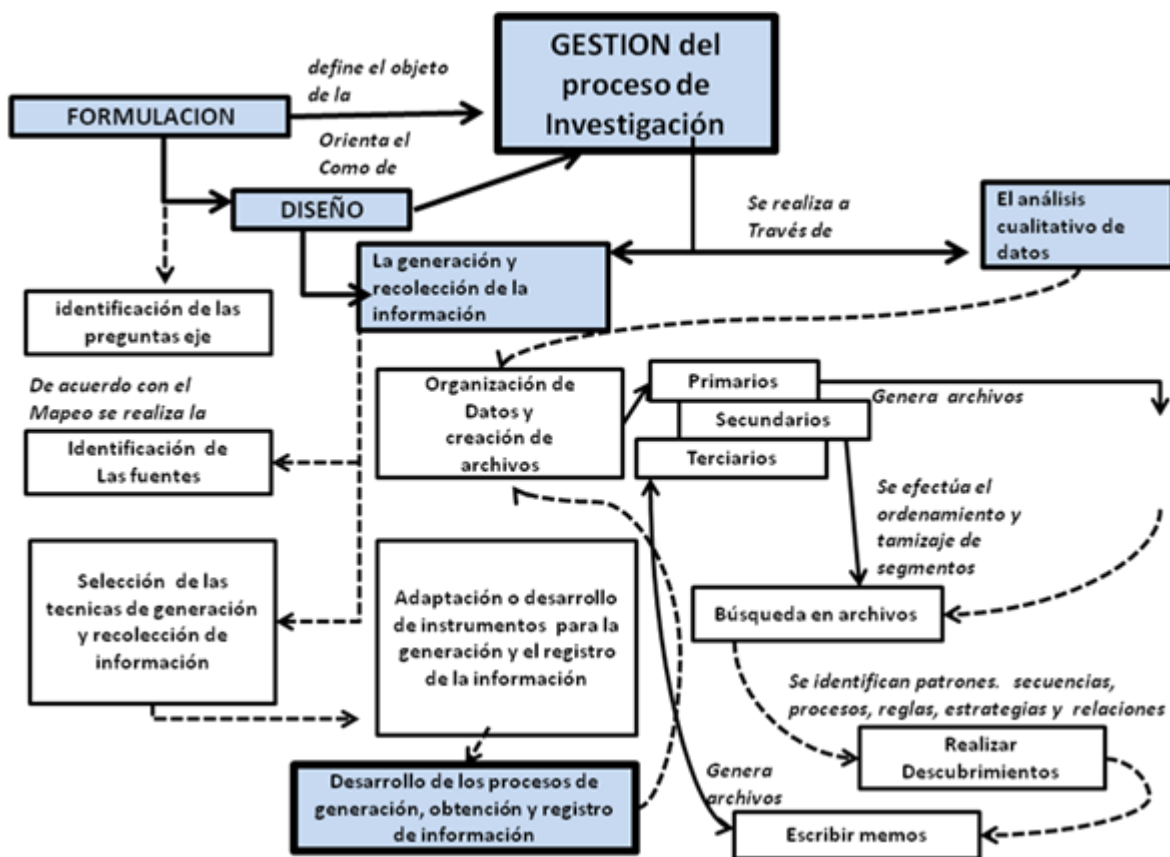 GESTION del
proceso de
Investigación
define el objeto
de la
FORMULACION
Orienta el
Como de
DISEÑO
Se realiza a
Través de
El análisis
cualitativo de
datos
La generación y
recolección de la
información
identificación de las
preguntas eje
De acuerdo con el
Mapeo se realiza la
Identificación de
Las fuentes
Organización de
Datos y
creación de
archivos
Primarios
Secundarios
Terciarios
Genera archivos
Se efectúa el
ordenamiento y
tamizaje de
segmentos
Selección de las
tecnicas de generación
y recolección de
información
Adaptación o desarrollo
de instrumentos para la
generación y el registro
de la información
Búsqueda en archivos
Se identifican patrones. secuencias,
procesos, reglas, estrategias y relaciones
Realizar
Descubrimientos
Desarrollo de los procesos de
generación, obtención y registro
de información
Genera
archivos
Escribir memos